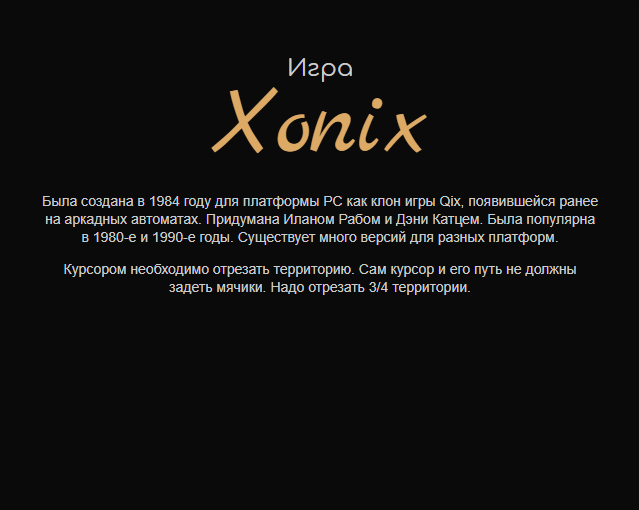 Игра
Xonix
Была создана в 1984 году для платформы PC как клон игры Qix, появившейся ранее
на аркадных автоматах. Придумана Иланом Рабом и Дэни Катцем. Была популярна
в 1980-е и 1990-е годы. Существует много версий для разных платформ.
Курсором необходимо отрезать территорию. Сам курсор и его путь не должны
задеть мячики. Надо отрезать 3/4 территории.